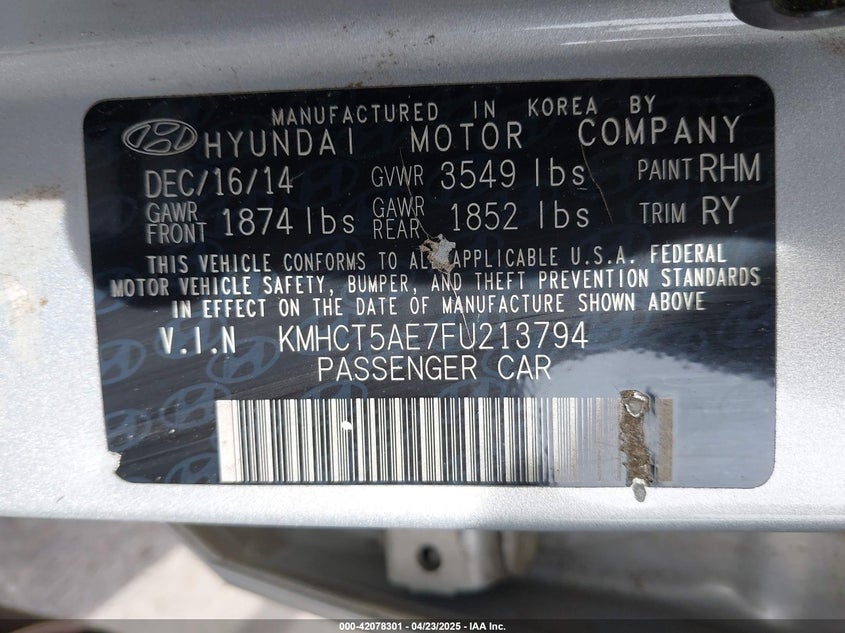 MANUFACTURED IN KOREA BY
HYUNDAI MOTOR COMPANY
DEC/16/14 GVWR 3549 lbs PAINT RHM
GAWR FRONT 1874 lbs GAWR REAR 1852 lbs TRIM RY
THIS VEHICLE CONFORMS TO ALL APPLICABLE U.S.A. FEDERAL
MOTOR VEHICLE SAFETY, BUMPER, AND THEFT PREVENTION STANDARDS
IN EFFECT ON THE DATE OF MANUFACTURE SHOWN ABOVE
V.I.N KMHCT5AE7FU213794
PASSENGER CAR
000-42078301 - 04/23/2025 - IAA Inc.